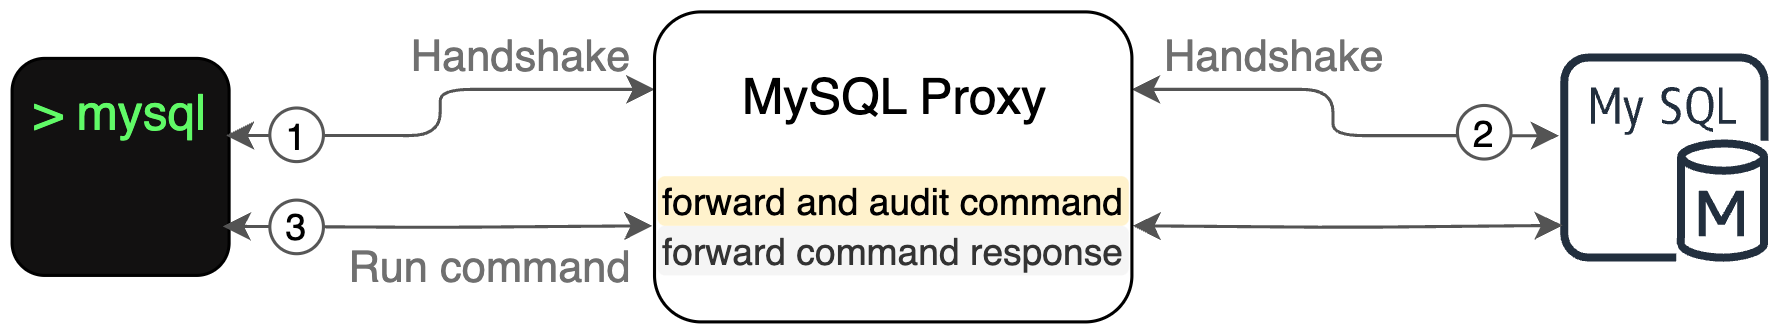 Handshake
Handshake
> mysql
MySQL Proxy
My SQL
1
2
forward and audit command
M
3
forward command response
Run command